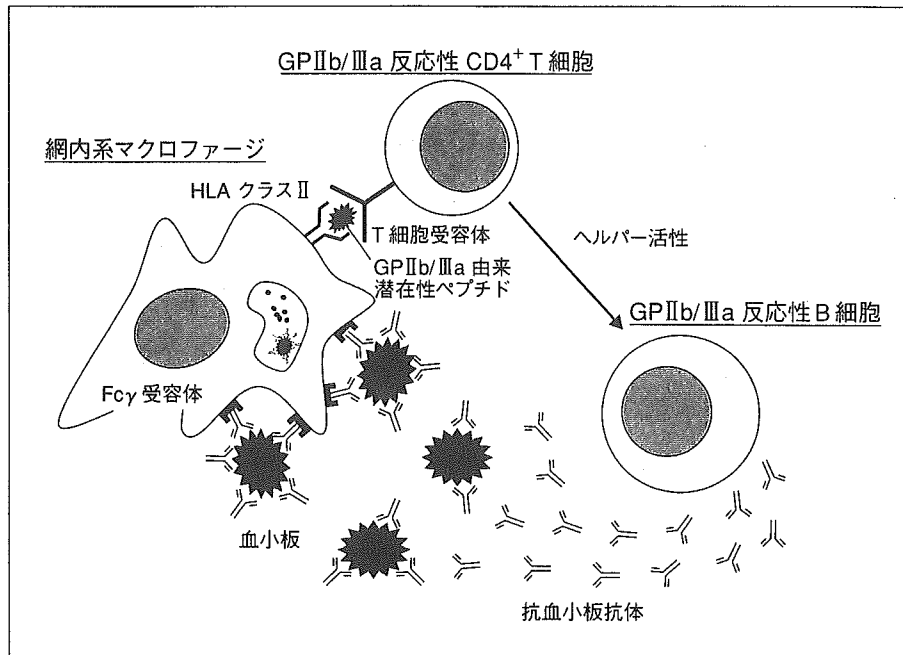 GPⅡb/Ⅲa 反応性 CD4⁺ T 細胞
網内系マクロファージ
HLA クラスⅡ
T 細胞受容体
GPⅡb/Ⅲa 由来
潜在性ペプチド
ヘルパー活性
GPⅡb/Ⅲa 反応性 B 細胞
Fcγ 受容体
血小板
抗血小板抗体